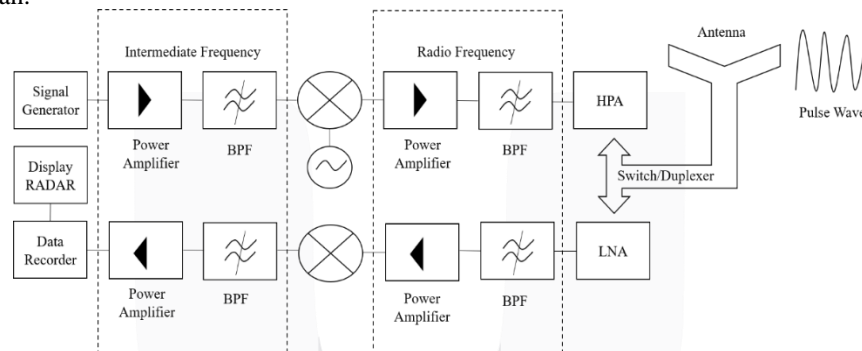 Intermediate Frequency
Radio Frequency
Antenna
Signal
Generator
Power
Amplifier
BPF
Power
Amplifier
BPF
HPA
Pulse Wave
Display
RADAR
Switch/Duplexer
Data
Recorder
Power
Amplifier
BPF
Power
Amplifier
BPF
LNA